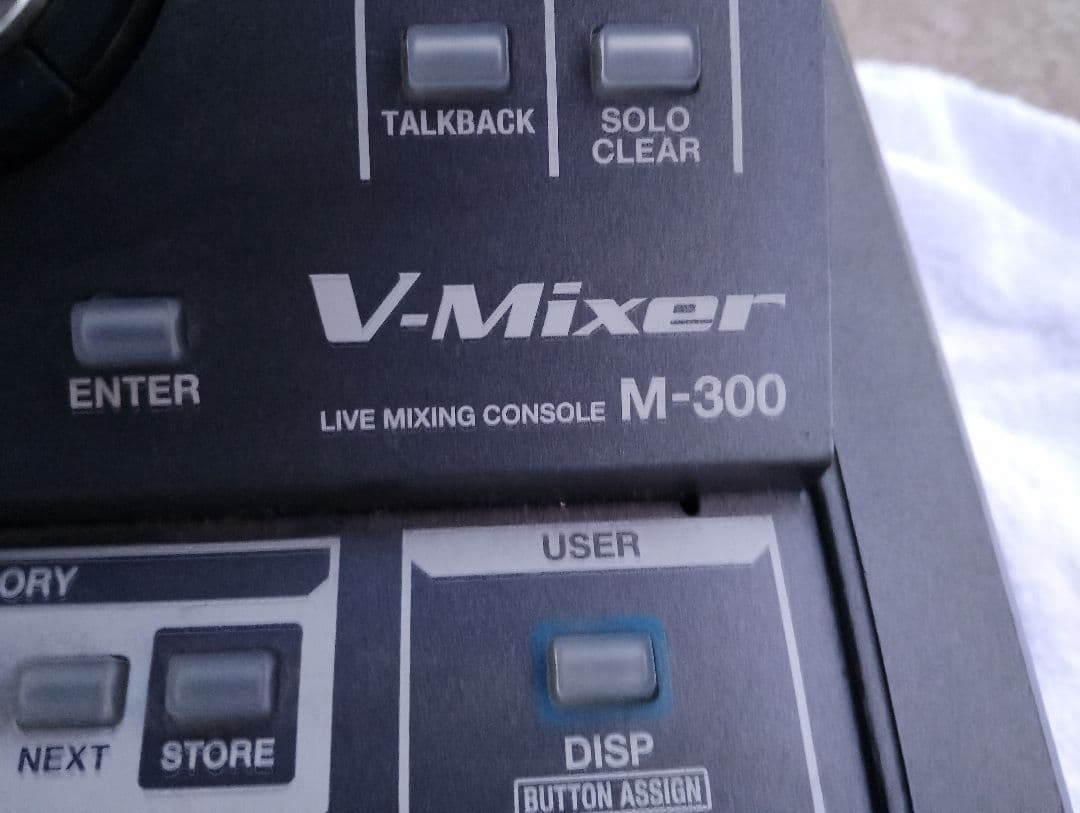 TALKBACK
SOLO
CLEAR
V-Mixer
ENTER
LIVE MIXING CONSOLE M-300
USER
ORY
NEXT
STORE
DISP
BUTTON ASSIGN